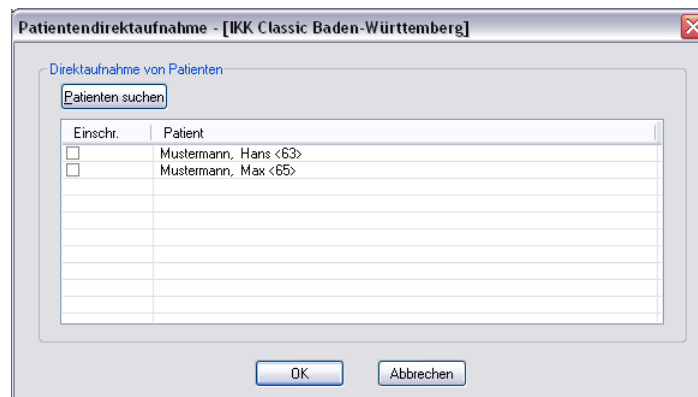 Patientendirektaufnahme - [IKK Classic Baden-Württemberg]
Direktaufnahme von Patienten
Patienten suchen
Einschr. Patient
Mustermann, Hans <63>
Mustermann, Max <65>
OK Abbrechen